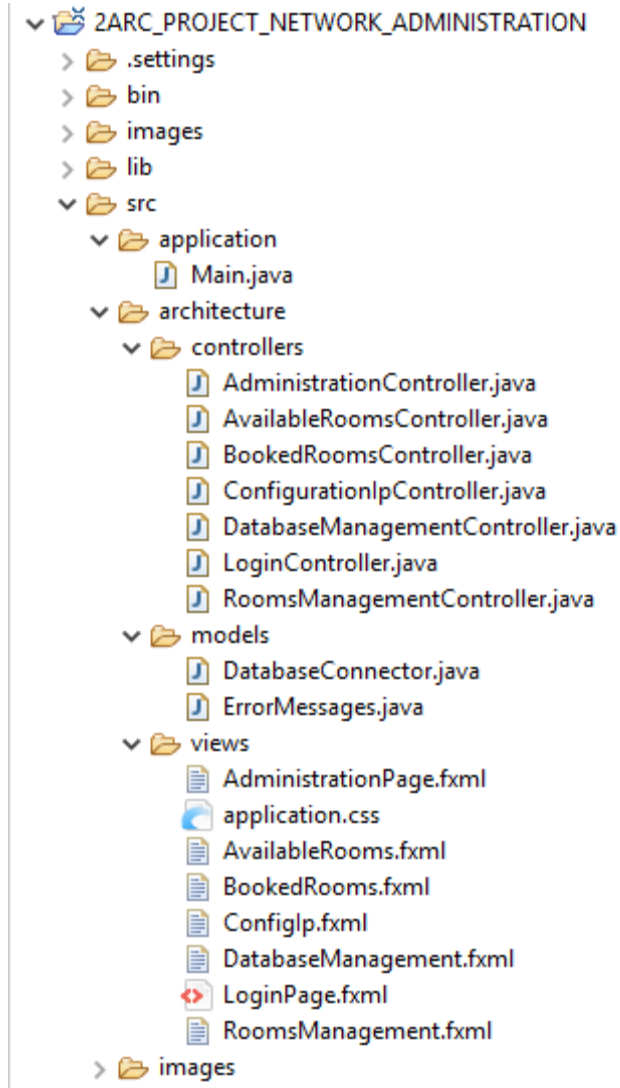 2ARC_PROJECT_NETWORK_ADMINISTRATION
.settings
bin
images
lib
src
application
Main.java
architecture
controllers
AdministrationController.java
AvailableRoomsController.java
BookedRoomsController.java
ConfigurationIpController.java
DatabaseManagementController.java
LoginController.java
RoomsManagementController.java
models
DatabaseConnector.java
ErrorMessages.java
views
AdministrationPage.fxml
application.css
AvailableRooms.fxml
BookedRooms.fxml
ConfigIp.fxml
DatabaseManagement.fxml
LoginPage.fxml
RoomsManagement.fxml
images